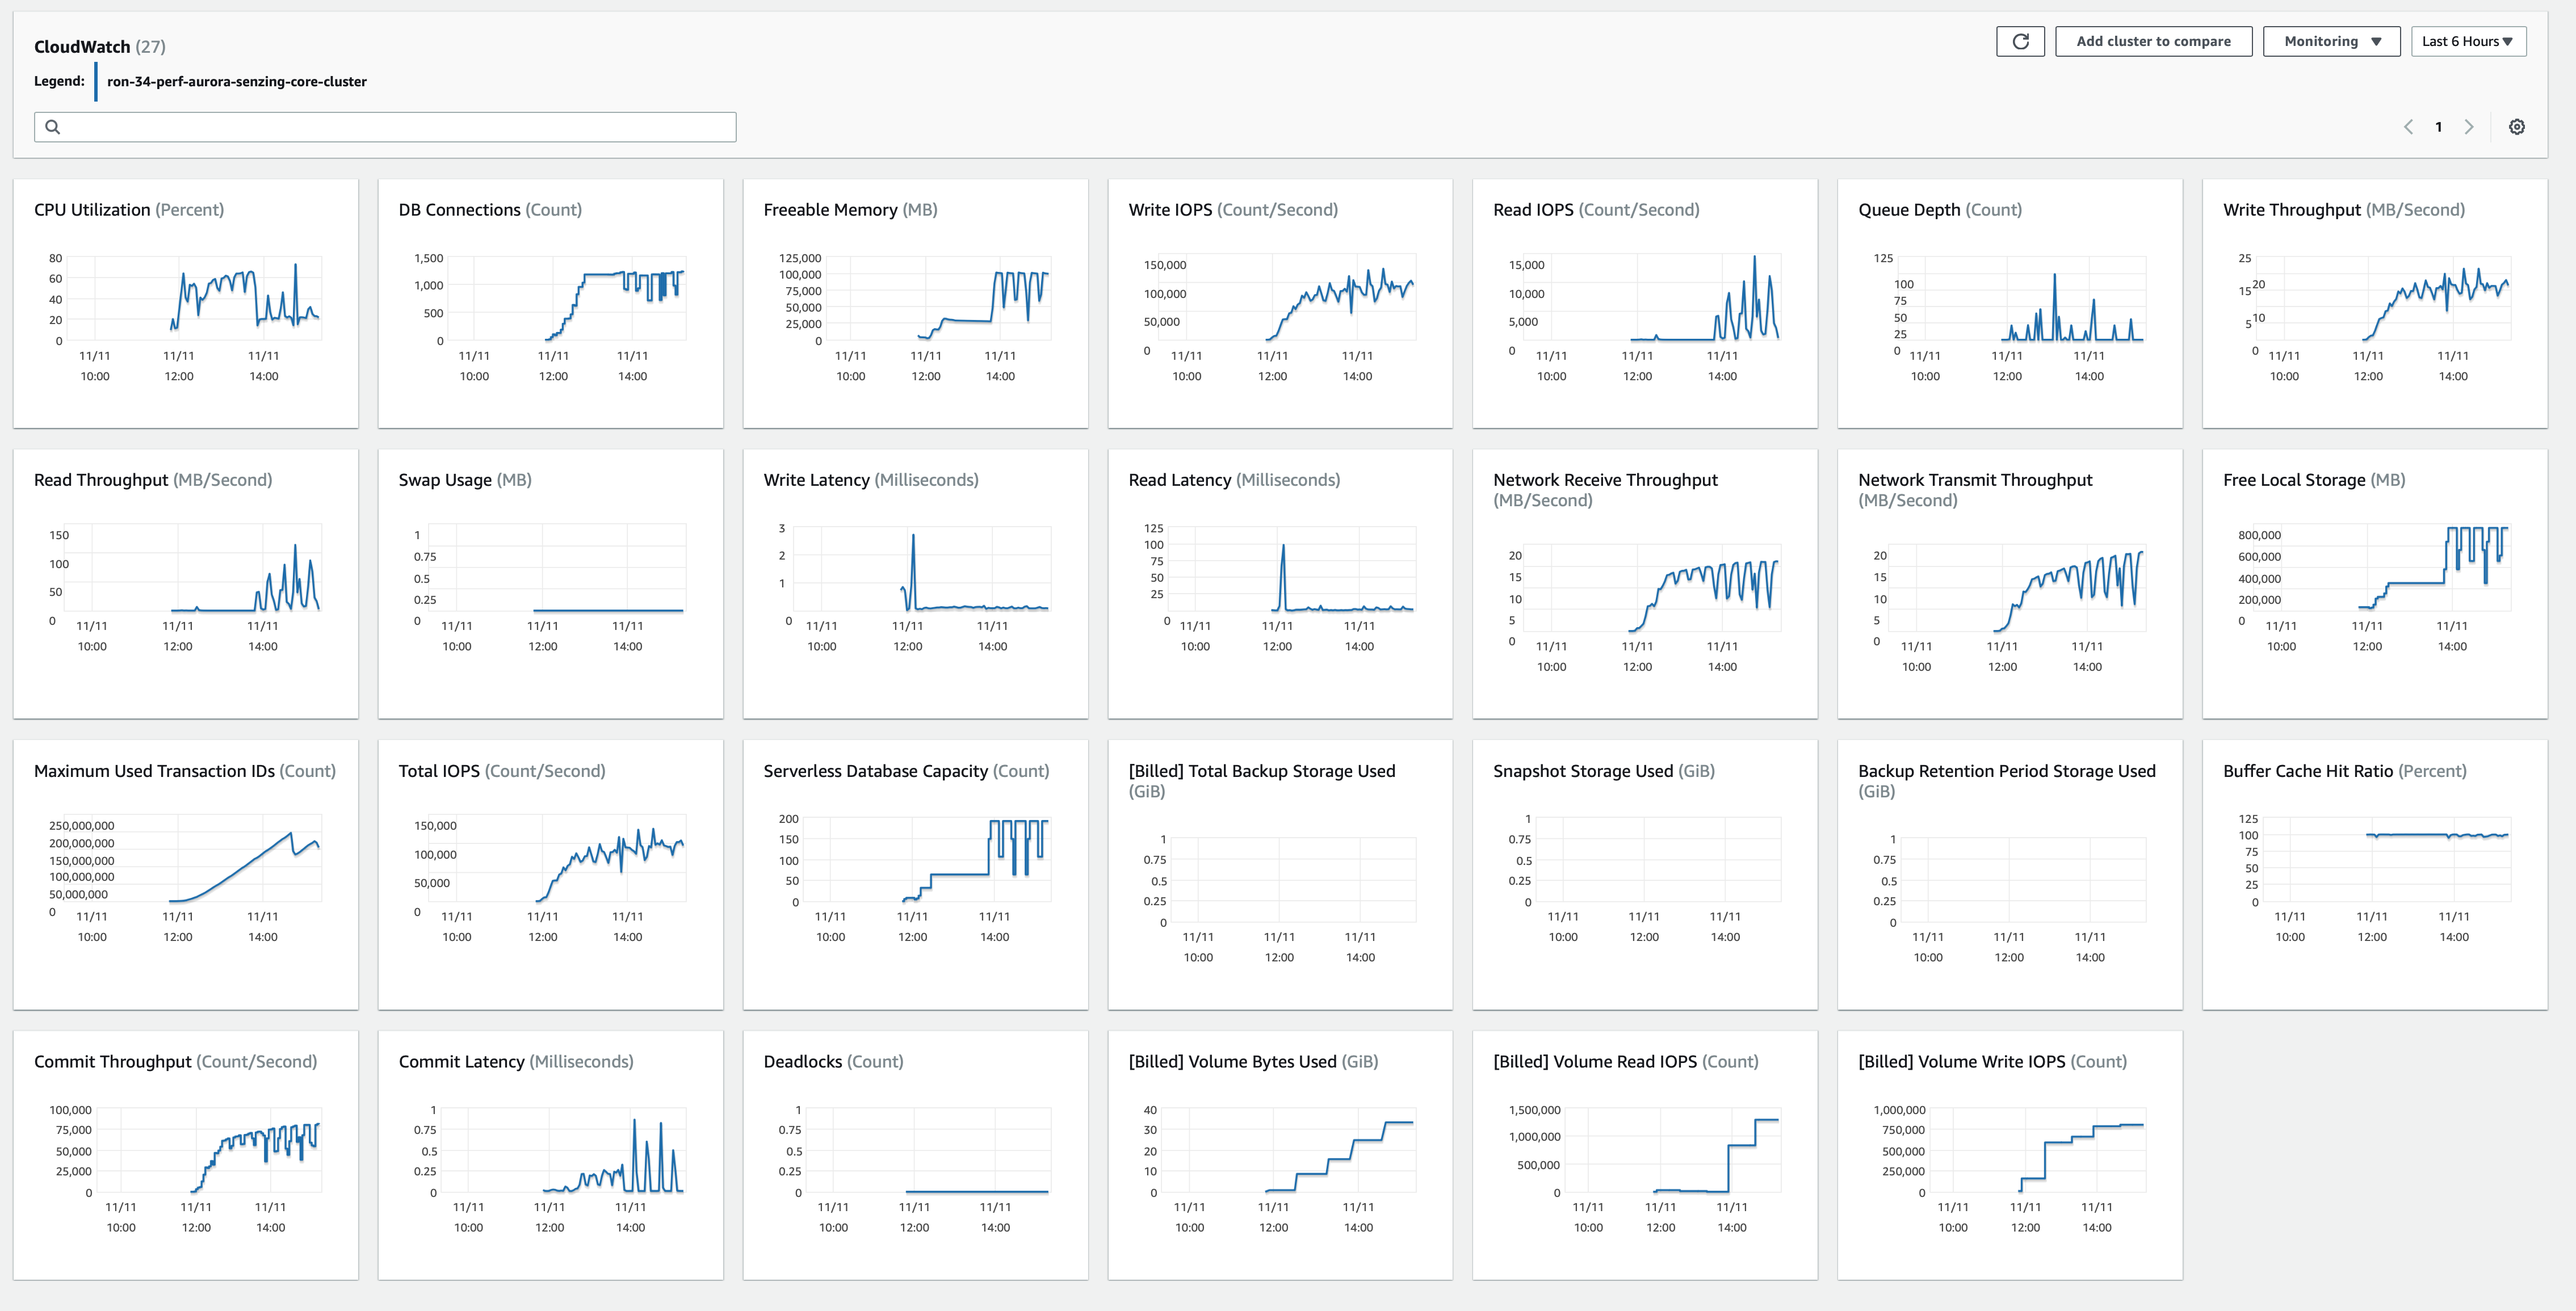 CloudWatch (27)
Add cluster to compare
Monitoring
Last 6 Hours
Legend:
ron-34-perf-aurora-senzing-core-cluster
1
CPU Utilization (Percent)
80
60
40
20
0
11/11 11/11 11/11
10:00 12:00 14:00
DB Connections (Count)
1,500
1,000
500
0
11/11 11/11 11/11
10:00 12:00 14:00
Freeable Memory (MB)
125,000
100,000
75,000
50,000
25,000
0
11/11 11/11 11/11
10:00 12:00 14:00
Write IOPS (Count/Second)
150,000
100,000
50,000
0
11/11 11/11 11/11
10:00 12:00 14:00
Read IOPS (Count/Second)
15,000
10,000
5,000
0
11/11 11/11 11/11
10:00 12:00 14:00
Queue Depth (Count)
125
100
75
50
25
0
11/11 11/11 11/11
10:00 12:00 14:00
Write Throughput (MB/Second)
25
20
15
10
5
0
11/11 11/11 11/11
10:00 12:00 14:00
Read Throughput (MB/Second)
150
100
50
0
11/11 11/11 11/11
10:00 12:00 14:00
Swap Usage (MB)
1
0.75
0.5
0.25
0
11/11 11/11 11/11
10:00 12:00 14:00
Write Latency (Milliseconds)
3
2
1
0
11/11 11/11 11/11
10:00 12:00 14:00
Read Latency (Milliseconds)
125
100
75
50
25
0
11/11 11/11 11/11
10:00 12:00 14:00
Network Receive Throughput
(MB/Second)
20
15
10
5
0
11/11 11/11 11/11
10:00 12:00 14:00
Network Transmit Throughput
(MB/Second)
20
15
10
5
0
11/11 11/11 11/11
10:00 12:00 14:00
Free Local Storage (MB)
800,000
600,000
400,000
200,000
0
11/11 11/11 11/11
10:00 12:00 14:00
Maximum Used Transaction IDs (Count)
250,000,000
200,000,000
150,000,000
100,000,000
50,000,000
0
11/11 11/11 11/11
10:00 12:00 14:00
Total IOPS (Count/Second)
150,000
100,000
50,000
0
11/11 11/11 11/11
10:00 12:00 14:00
Serverless Database Capacity (Count)
200
150
100
50
0
11/11 11/11 11/11
10:00 12:00 14:00
[Billed] Total Backup Storage Used
(GiB)
1
0.75
0.5
0.25
0
11/11 11/11 11/11
10:00 12:00 14:00
Snapshot Storage Used (GiB)
1
0.75
0.5
0.25
0
11/11 11/11 11/11
10:00 12:00 14:00
Backup Retention Period Storage Used
(GiB)
1
0.75
0.5
0.25
0
11/11 11/11 11/11
10:00 12:00 14:00
Buffer Cache Hit Ratio (Percent)
125
100
75
50
25
0
11/11 11/11 11/11
10:00 12:00 14:00
Commit Throughput (Count/Second)
100,000
75,000
50,000
25,000
0
11/11 11/11 11/11
10:00 12:00 14:00
Commit Latency (Milliseconds)
1
0.75
0.5
0.25
0
11/11 11/11 11/11
10:00 12:00 14:00
Deadlocks (Count)
1
0.75
0.5
0.25
0
11/11 11/11 11/11
10:00 12:00 14:00
[Billed] Volume Bytes Used (GiB)
40
30
20
10
0
11/11 11/11 11/11
10:00 12:00 14:00
[Billed] Volume Read IOPS (Count)
1,500,000
1,000,000
500,000
0
11/11 11/11 11/11
10:00 12:00 14:00
[Billed] Volume Write IOPS (Count)
1,000,000
750,000
500,000
250,000
0
11/11 11/11 11/11
10:00 12:00 14:00